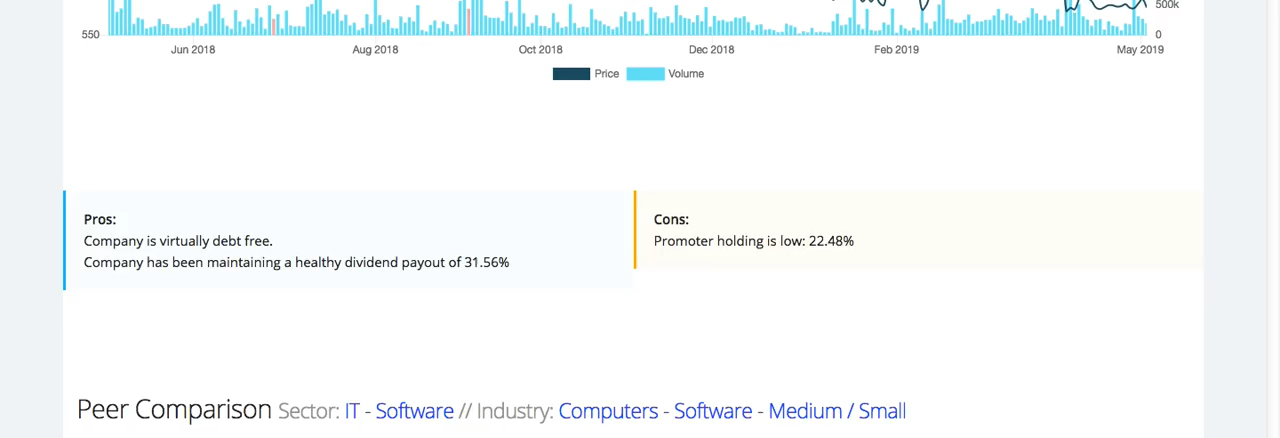 500k
550
0
Jun 2018 Aug 2018 Oct 2018 Dec 2018 Feb 2019 May 2019
Price Volume
Pros:
Company is virtually debt free.
Company has been maintaining a healthy dividend payout of 31.56%
Cons:
Promoter holding is low: 22.48%
Peer Comparison Sector: IT - Software // Industry: Computers - Software - Medium / Small